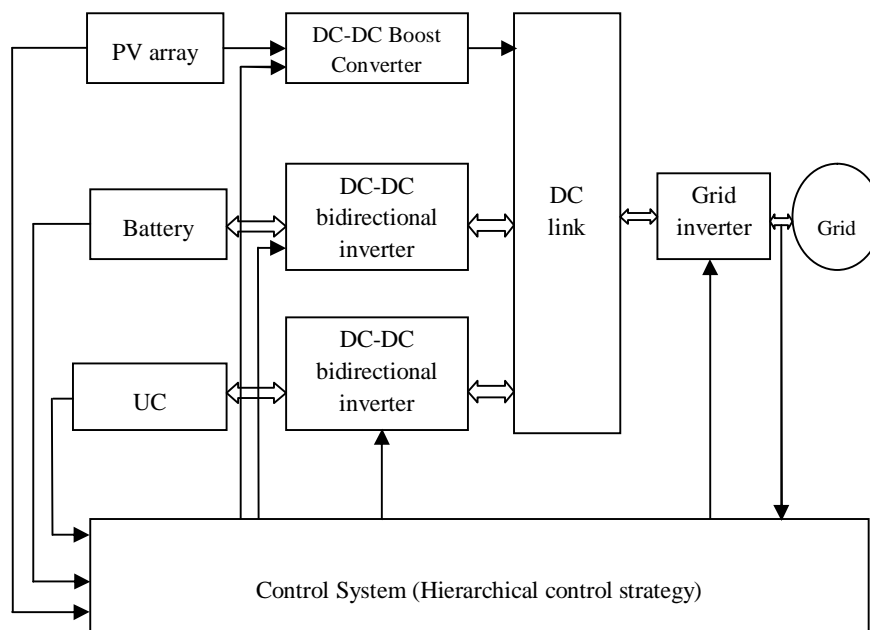 PV array
DC-DC Boost
Converter
Battery
DC-DC
bidirectional
inverter
DC
link
Grid
inverter
Grid
UC
DC-DC
bidirectional
inverter
Control System (Hierarchical control strategy)